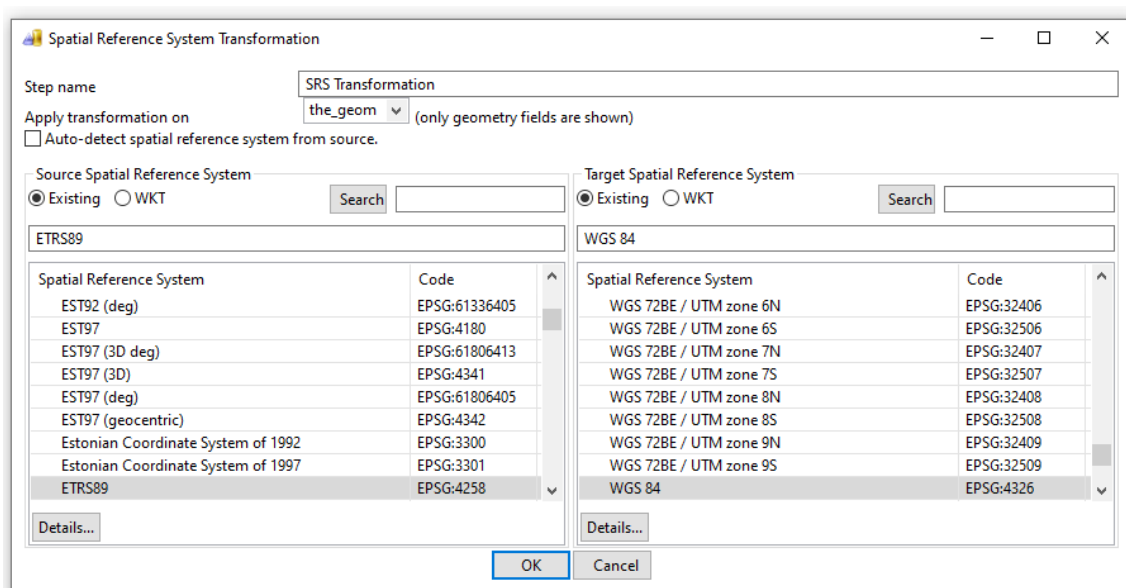 Spatial Reference System Transformation
Step name
SRS Transformation
Apply transformation on
the_geom
(only geometry fields are shown)
Auto-detect spatial reference system from source.
Source Spatial Reference System
Existing WKT Search
ETRS89
Spatial Reference System Code
EST92 (deg) EPSG:61336405
EST97 EPSG:4180
EST97 (3D deg) EPSG:61806413
EST97 (3D) EPSG:4341
EST97 (deg) EPSG:61806405
EST97 (geocentric) EPSG:4342
Estonian Coordinate System of 1992 EPSG:3300
Estonian Coordinate System of 1997 EPSG:3301
ETRS89 EPSG:4258
Details...
Target Spatial Reference System
Existing WKT Search
WGS 84
Spatial Reference System Code
WGS 72BE / UTM zone 6N EPSG:32406
WGS 72BE / UTM zone 6S EPSG:32506
WGS 72BE / UTM zone 7N EPSG:32407
WGS 72BE / UTM zone 7S EPSG:32507
WGS 72BE / UTM zone 8N EPSG:32408
WGS 72BE / UTM zone 8S EPSG:32508
WGS 72BE / UTM zone 9N EPSG:32409
WGS 72BE / UTM zone 9S EPSG:32509
WGS 84 EPSG:4326
Details...
OK Cancel